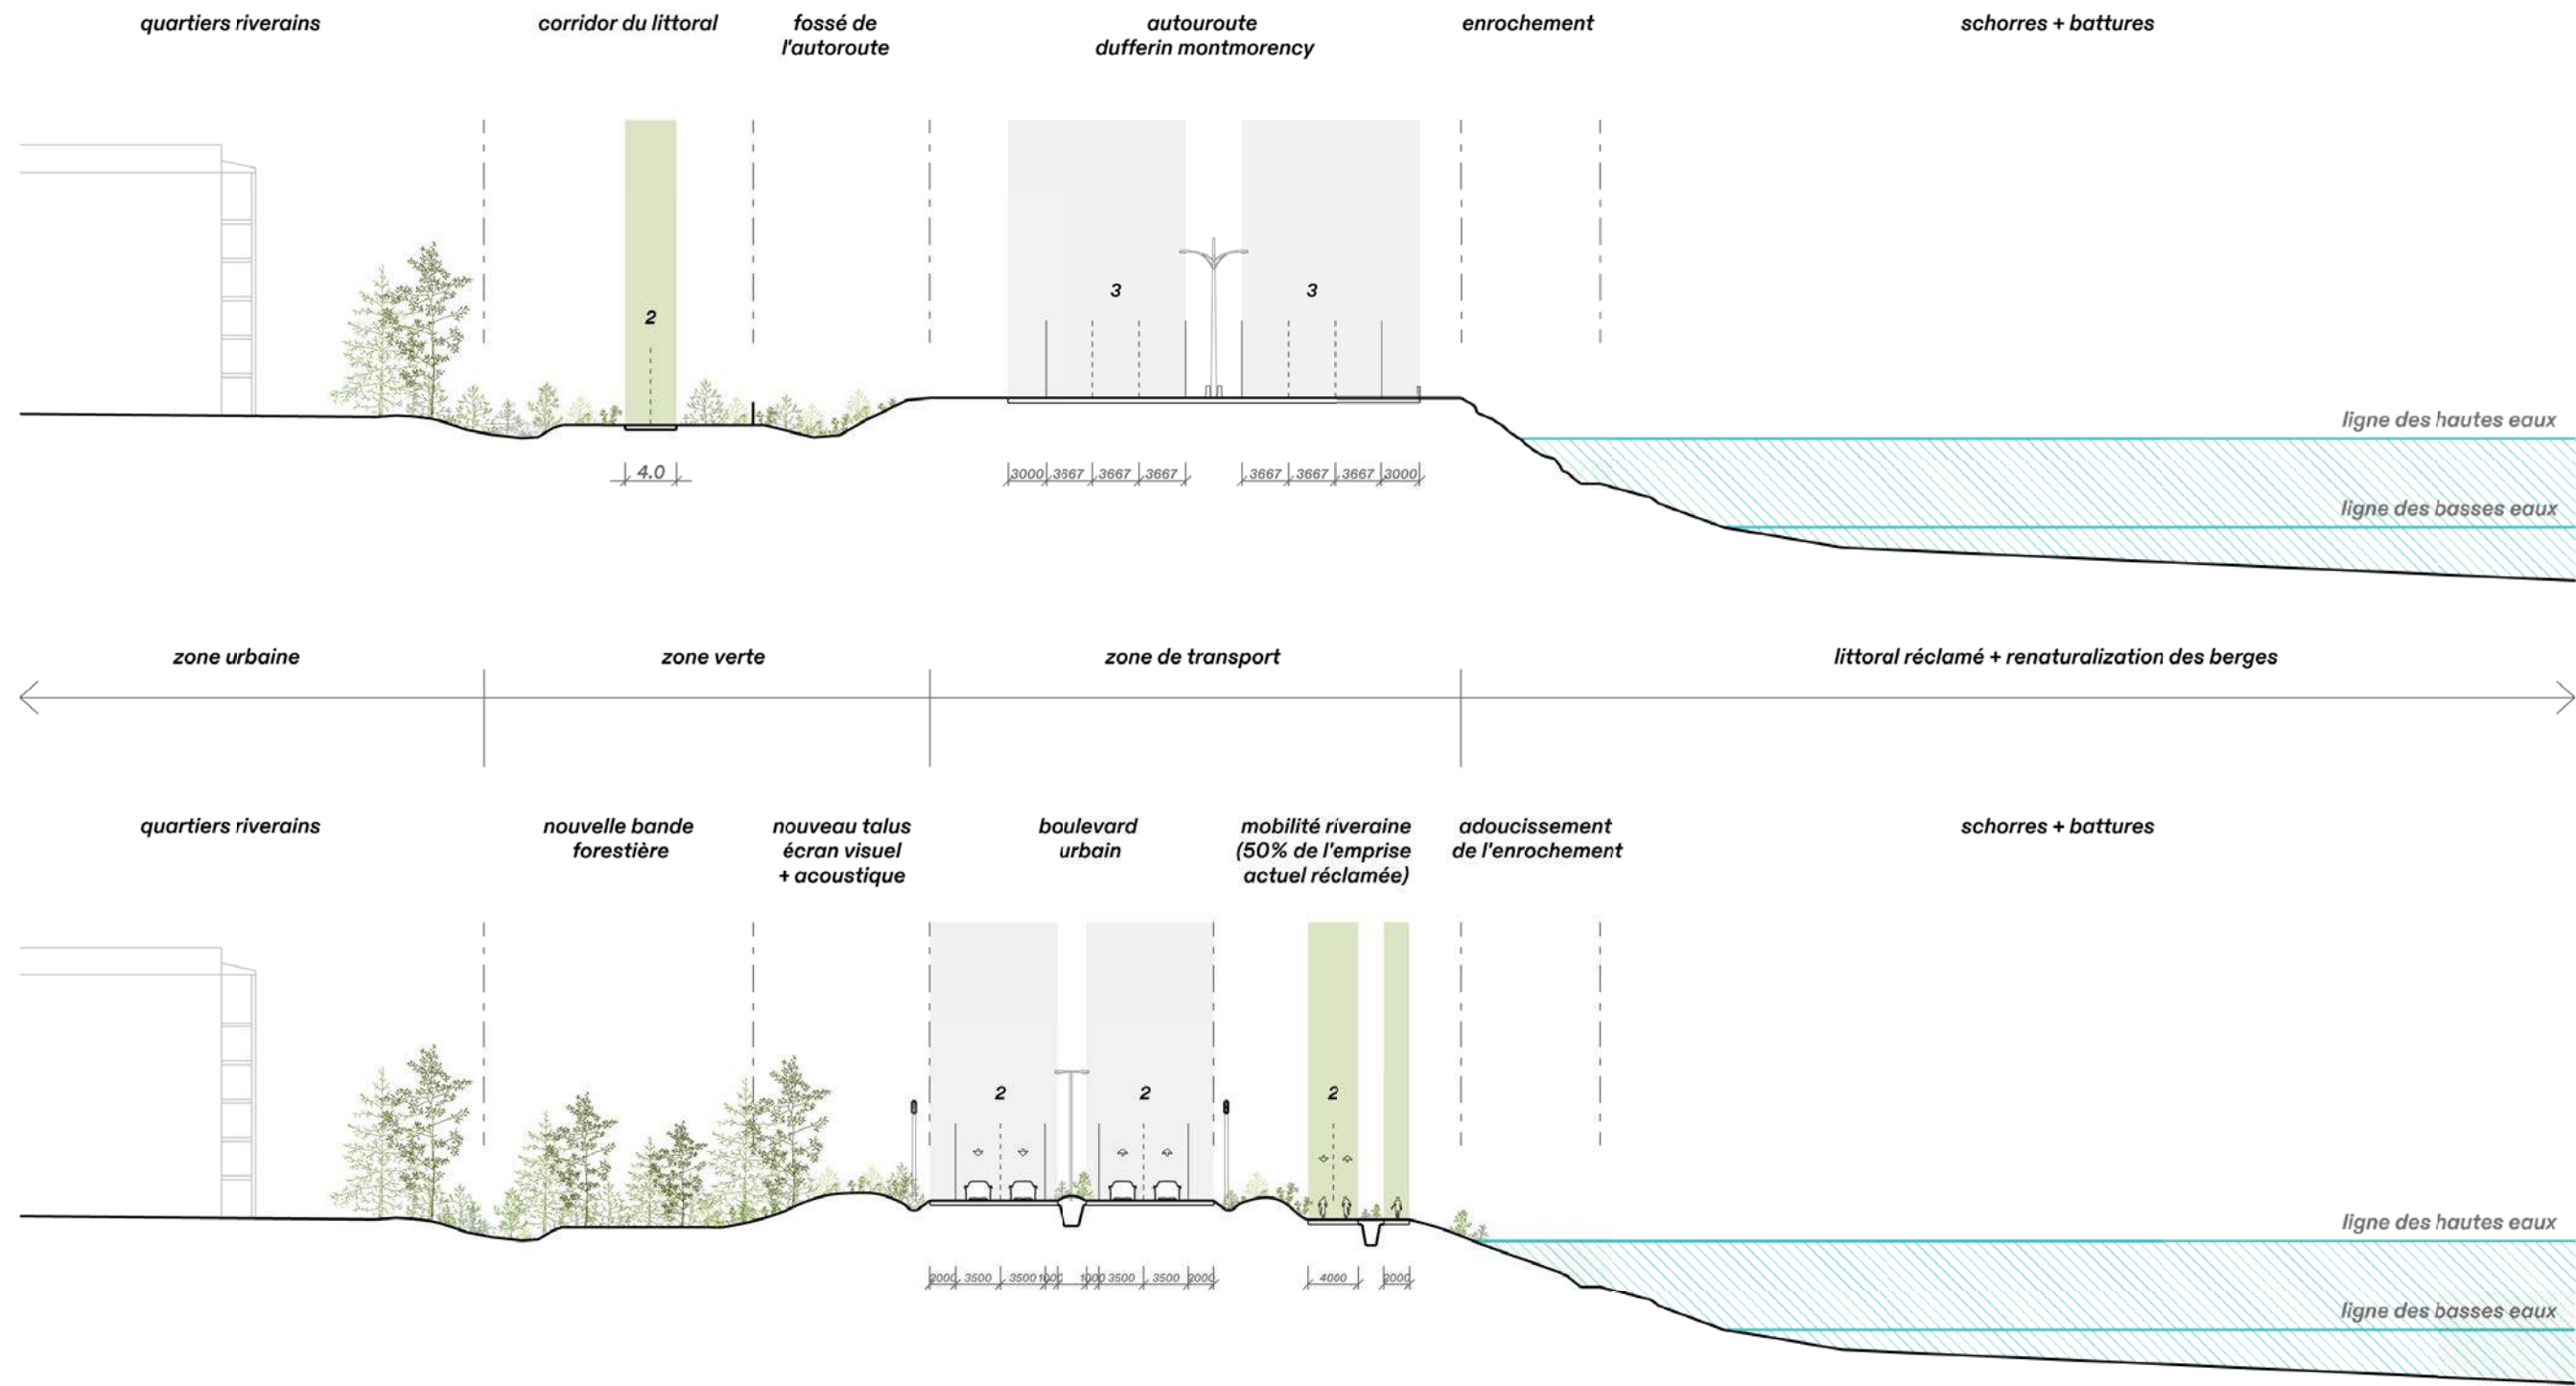 quartiers riverains
corridor du littoral
fossé de
l'autoroute
autouroute
dufferin montmorency
enrochement
schorres + battures
2
3
3
ligne des hautes eaux
4.0
3000 3667 3667 3667
3667 3667 3667 3000
ligne des basses eaux
zone urbaine
zone verte
zone de transport
littoral réclamé + renaturalization des berges
quartiers riverains
nouvelle bande
forestière
nouveau talus
écran visuel
+ acoustique
boulevard
urbain
mobilité riveraine
(50% de l'emprise
actuel réclamée)
adoucissement
de l'enrochement
schorres + battures
2
2
2
ligne des hautes eaux
2000 3500 3500 1000
1000 3500 3500 2000
4000
2000
ligne des basses eaux